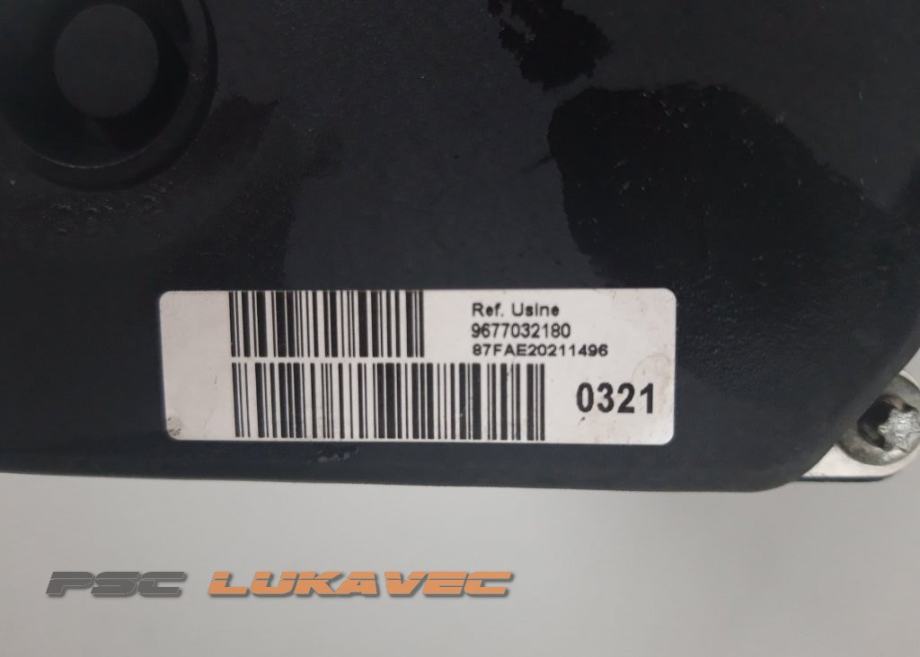 Ref. Usine
9677032180
87FAE20211496
0321
PSC LUKAVEC